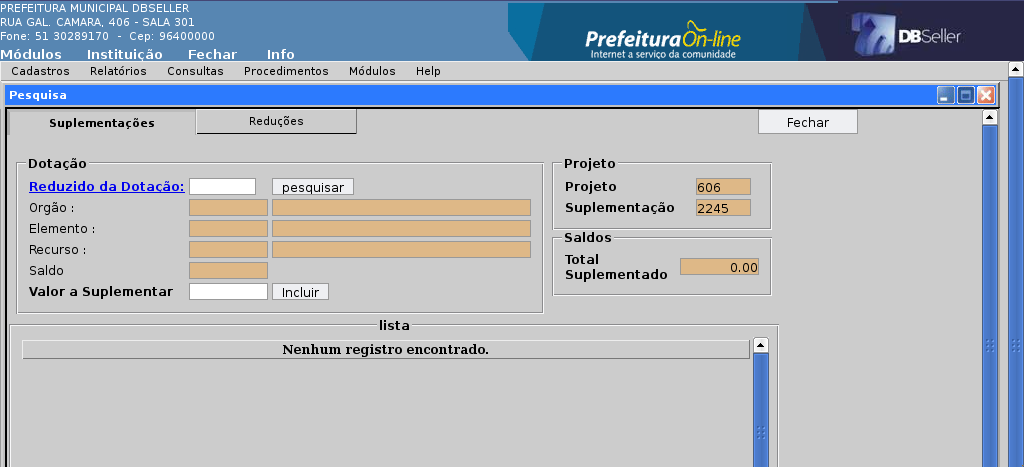 PREFEITURA MUNICIPAL DBSELLER
RUA GAL. CAMARA, 406 - SALA 301
Fone: 51 30289170 - Cep: 96400000
PrefeituraOn-line
Internet a serviço da comunidade
DBSeller
Módulos Instituição Fechar Info
Cadastros Relatórios Consultas Procedimentos Módulos Help
Pesquisa
Suplementações Reduções Fechar
Dotação
Reduzido da Dotação: pesquisar
Orgão :
Elemento :
Recurso :
Saldo
Valor a Suplementar Incluir
Projeto
Projeto 606
Suplementação 2245
Saldos
Total
Suplementado 0.00
lista
Nenhum registro encontrado.